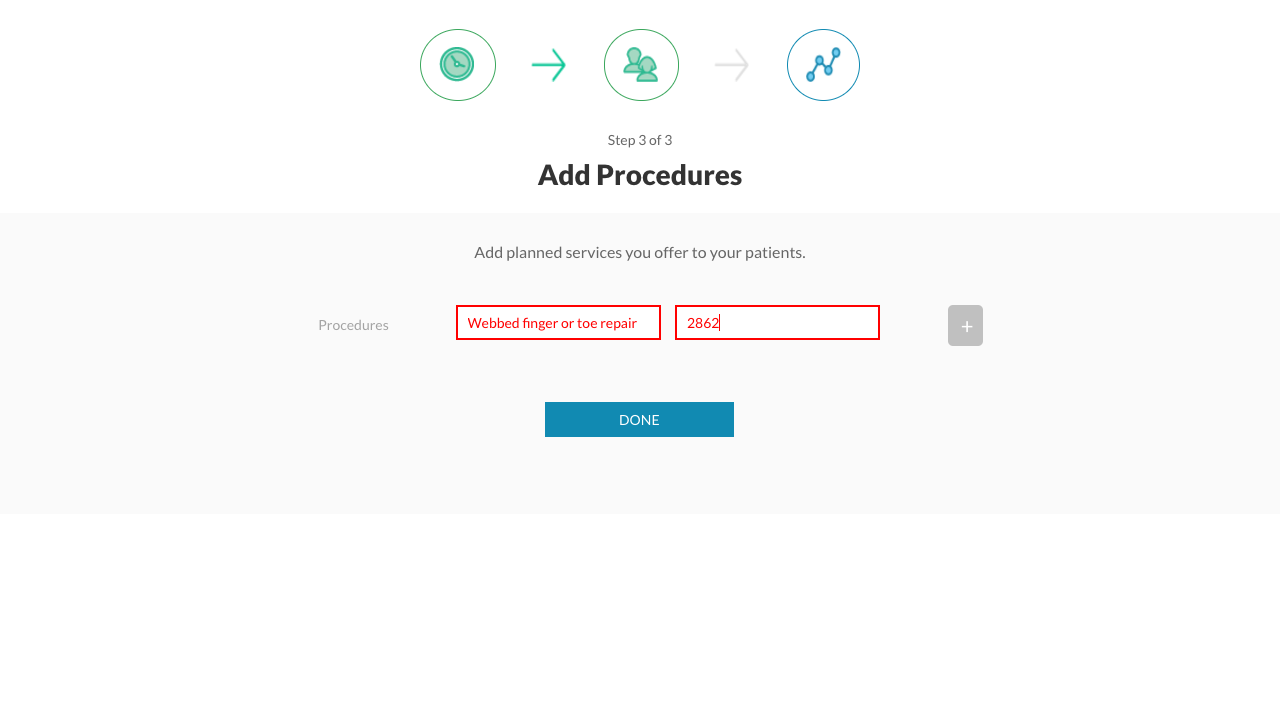 Step 3 of 3
Add Procedures
Add planned services you offer to your patients.
Procedures
Webbed finger or toe repair
2862
+
DONE